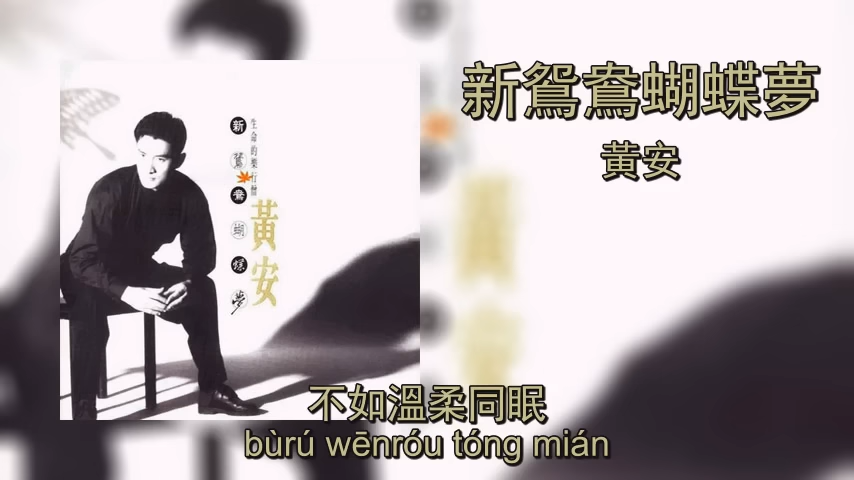 新鴛鴦蝴蝶夢
黃安
生命的樂行僧
新鴛鴦蝴蝶夢
黃安
不如溫柔同眠
bùrú wēnróu tóng mián